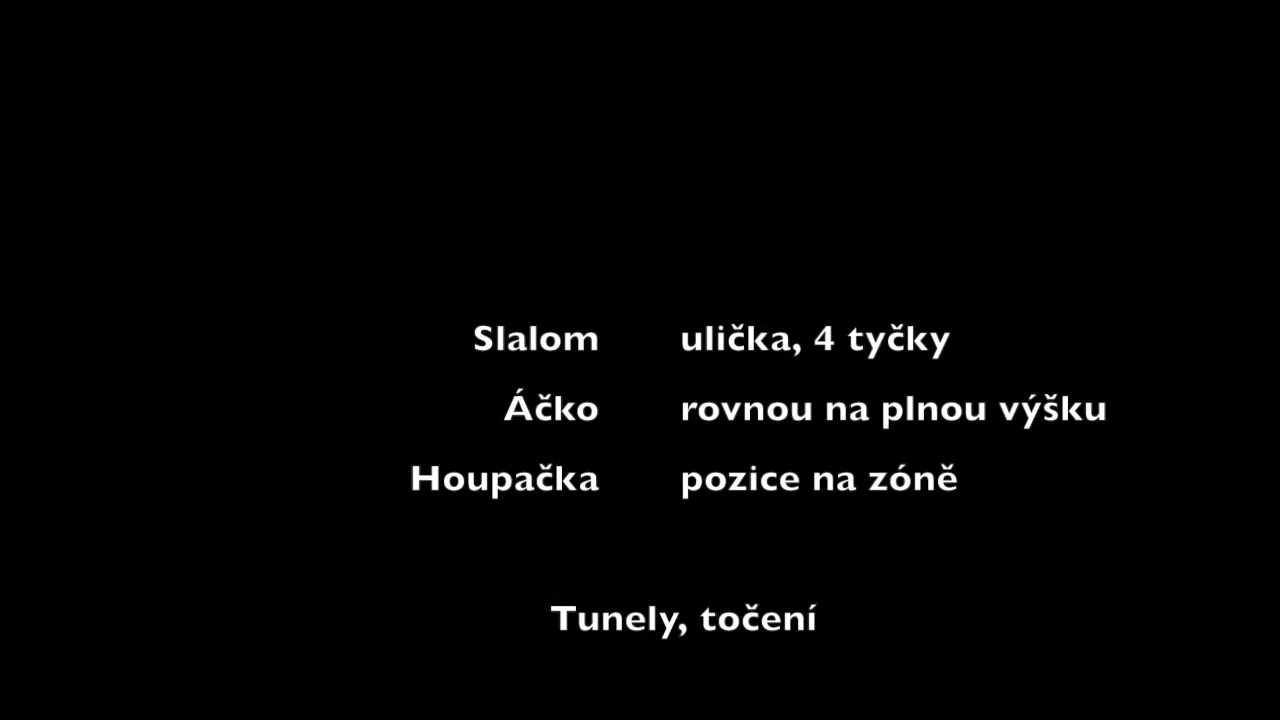 Slalom ulička, 4 tyčky
Áčko rovnou na plnou výšku
Houpačka pozice na zóně
Tunely, točení